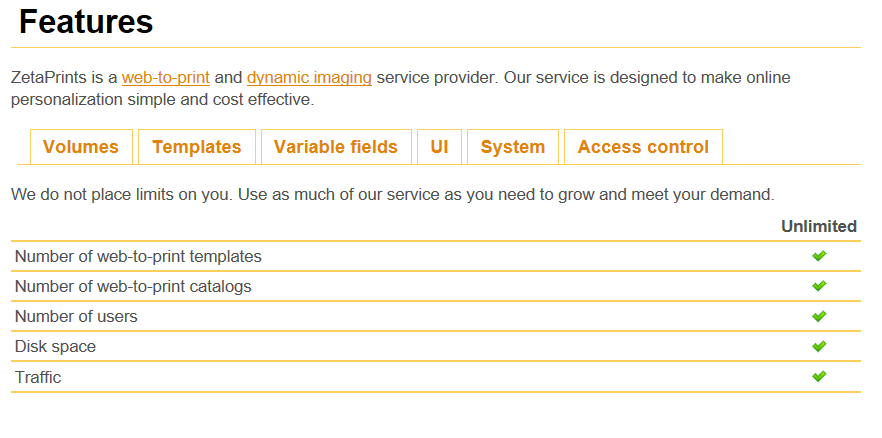 Features
ZetaPrints is a web-to-print and dynamic imaging service provider. Our service is designed to make online
personalization simple and cost effective.
Volumes Templates Variable fields UI System Access control
We do not place limits on you. Use as much of our service as you need to grow and meet your demand.
Unlimited
Number of web-to-print templates
Number of web-to-print catalogs
Number of users
Disk space
Traffic